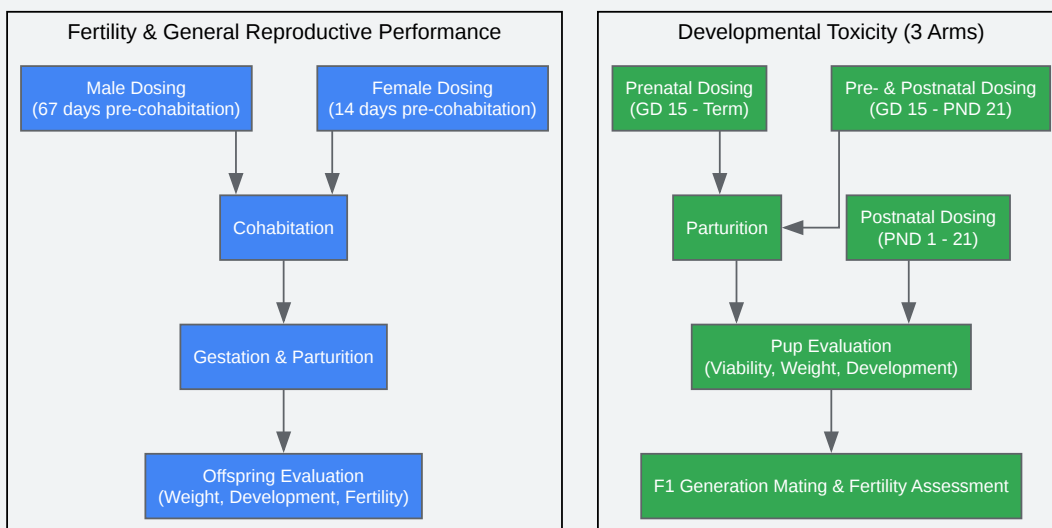 Fertility & General Reproductive Performance
Male Dosing
(67 days pre-cohabitation)
Female Dosing
(14 days pre-cohabitation)
Cohabitation
Gestation & Parturition
Offspring Evaluation
(Weight, Development, Fertility)
Developmental Toxicity (3 Arms)
Prenatal Dosing
(GD 15 - Term)
Pre- & Postnatal Dosing
(GD 15 - PND 21)
Parturition
Postnatal Dosing
(PND 1 - 21)
Pup Evaluation
(Viability, Weight, Development)
F1 Generation Mating & Fertility Assessment